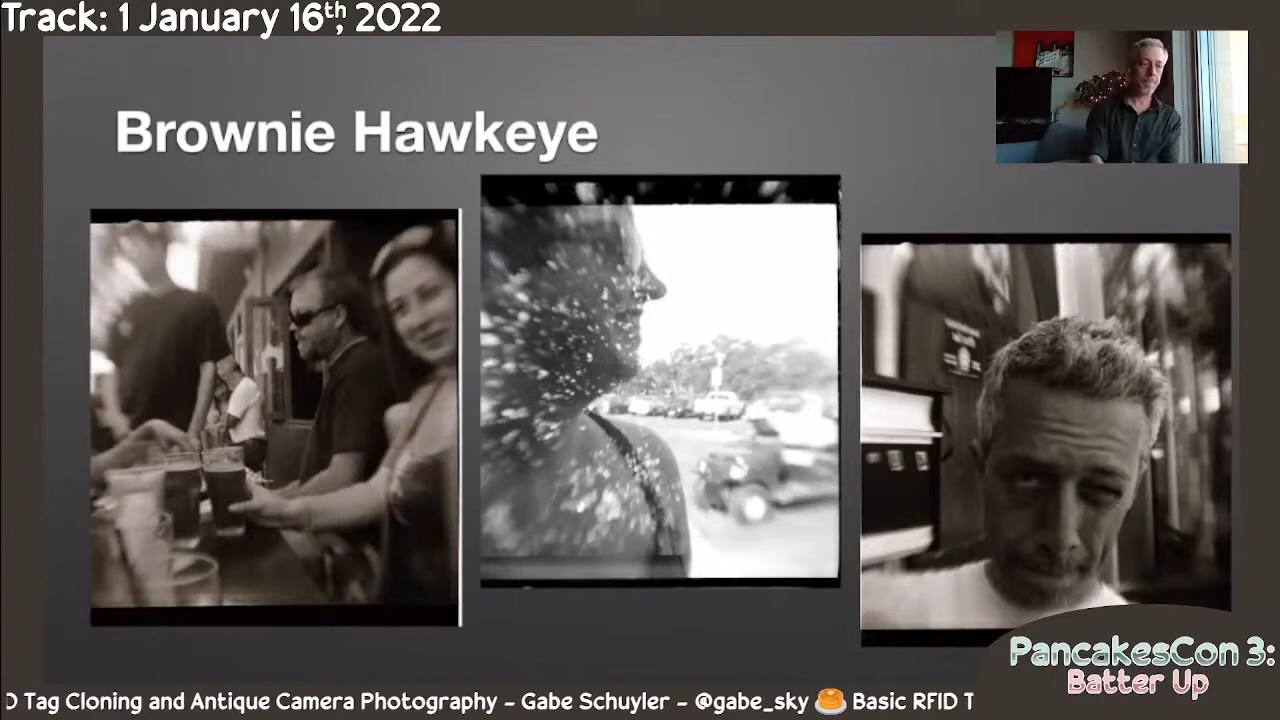 Track: 1 January 16th, 2022
Brownie Hawkeye
PancakesCon 3:
Batter Up
D Tag Cloning and Antique Camera Photography - Gabe Schuyler - @gabe_sky 🥞 Basic RFID T